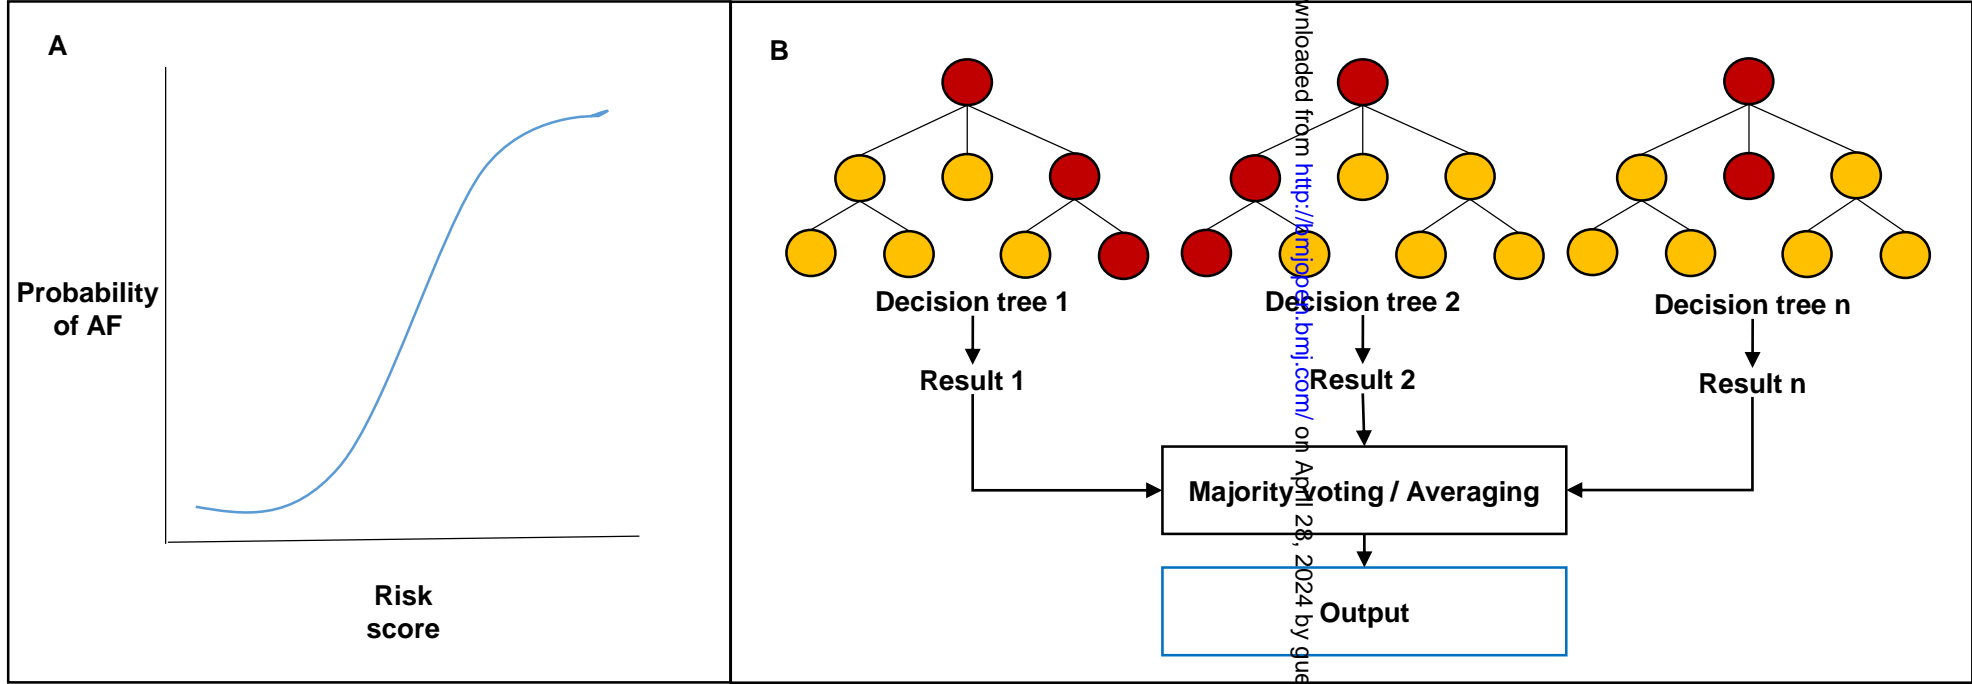 A
Probability
of AF
Risk
score
B
Decision tree 1
Decision tree 2
Decision tree n
Result 1
Result 2
Result n
Majority voting / Averaging
Output
wnloaded from http://bmjopen.bmj.com/ on April 28, 2024 by gue